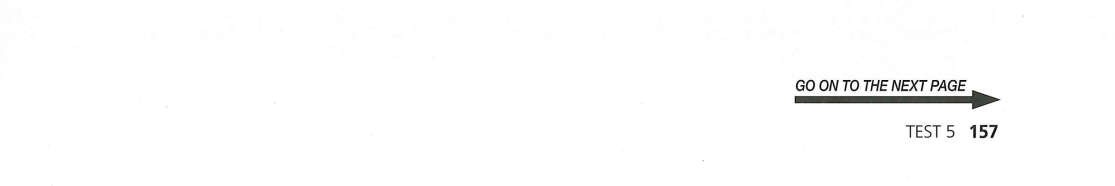 GO ON TO THE NEXT PAGE
TEST 5 157